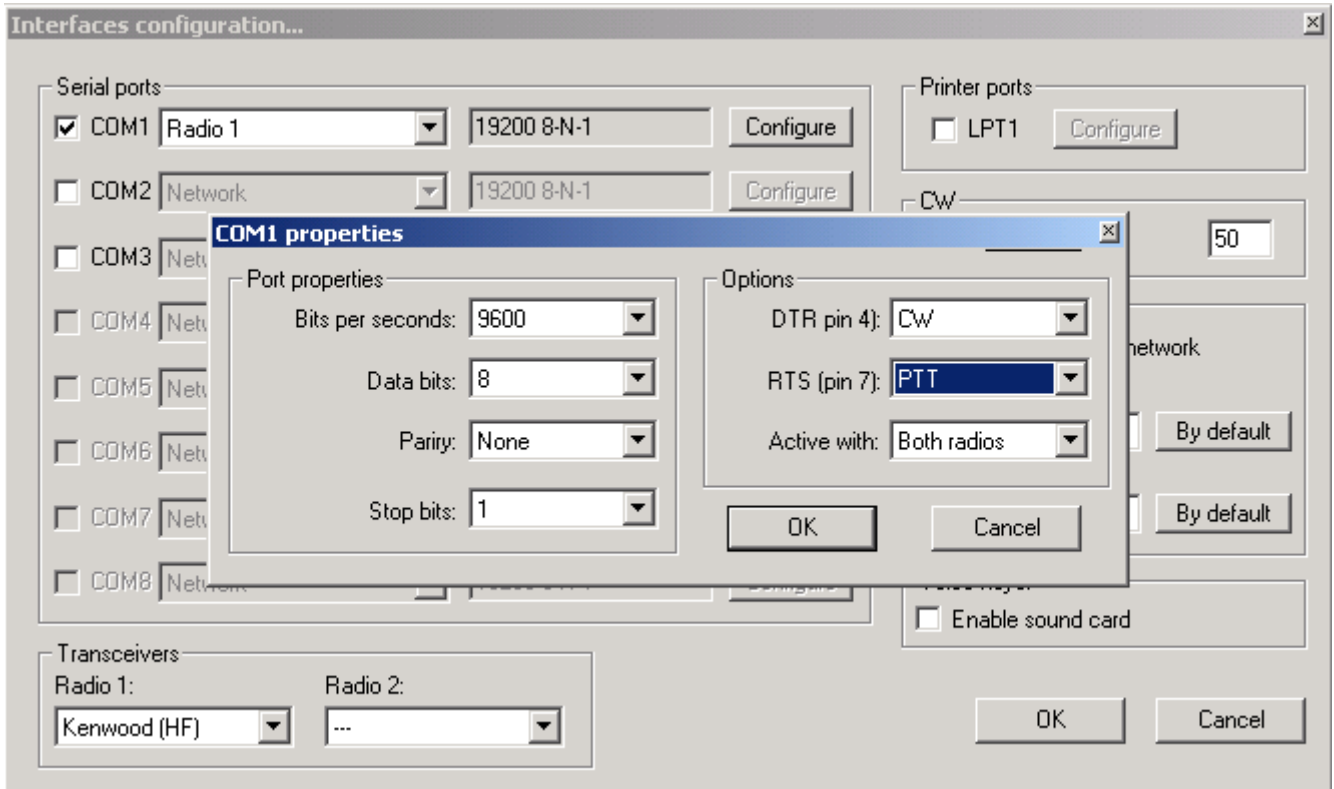 Interfaces configuration...
Serial ports
COM1 Radio 1 19200 8-N-1 Configure
COM2 Network 19200 8-N-1 Configure
COM3
COM4
COM5
COM6
COM7
COM8
Printer ports
LPT1 Configure
CW
50
network
By default
By default
Enable sound card
COM1 properties
Port properties
Bits per seconds: 9600
Data bits: 8
Pariry: None
Stop bits: 1
Options
DTR pin 4): CW
RTS (pin 7): PTT
Active with: Both radios
OK Cancel
Transceivers
Radio 1: Radio 2:
Kenwood (HF) ---
OK Cancel